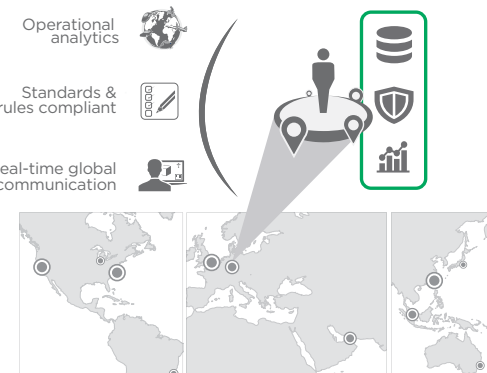 Operational
analytics
Standards &
rules compliant
eal-time global
communication